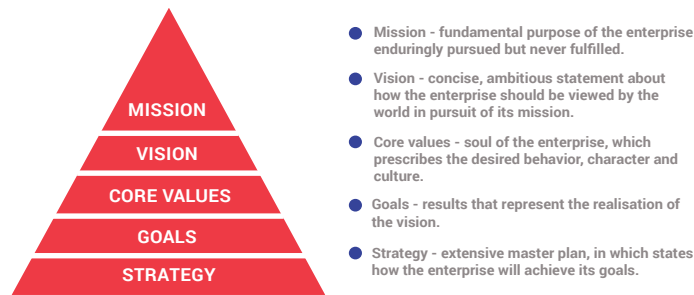 MISSION
VISION
CORE VALUES
GOALS
STRATEGY
Mission - fundamental purpose of the enterprise
enduringly pursued but never fulfilled.
Vision - concise, ambitious statement about
how the enterprise should be viewed by the
world in pursuit of its mission.
Core values - soul of the enterprise, which
prescribes the desired behavior, character and
culture.
Goals - results that represent the realisation of
the vision.
Strategy - extensive master plan, in which states
how the enterprise will achieve its goals.